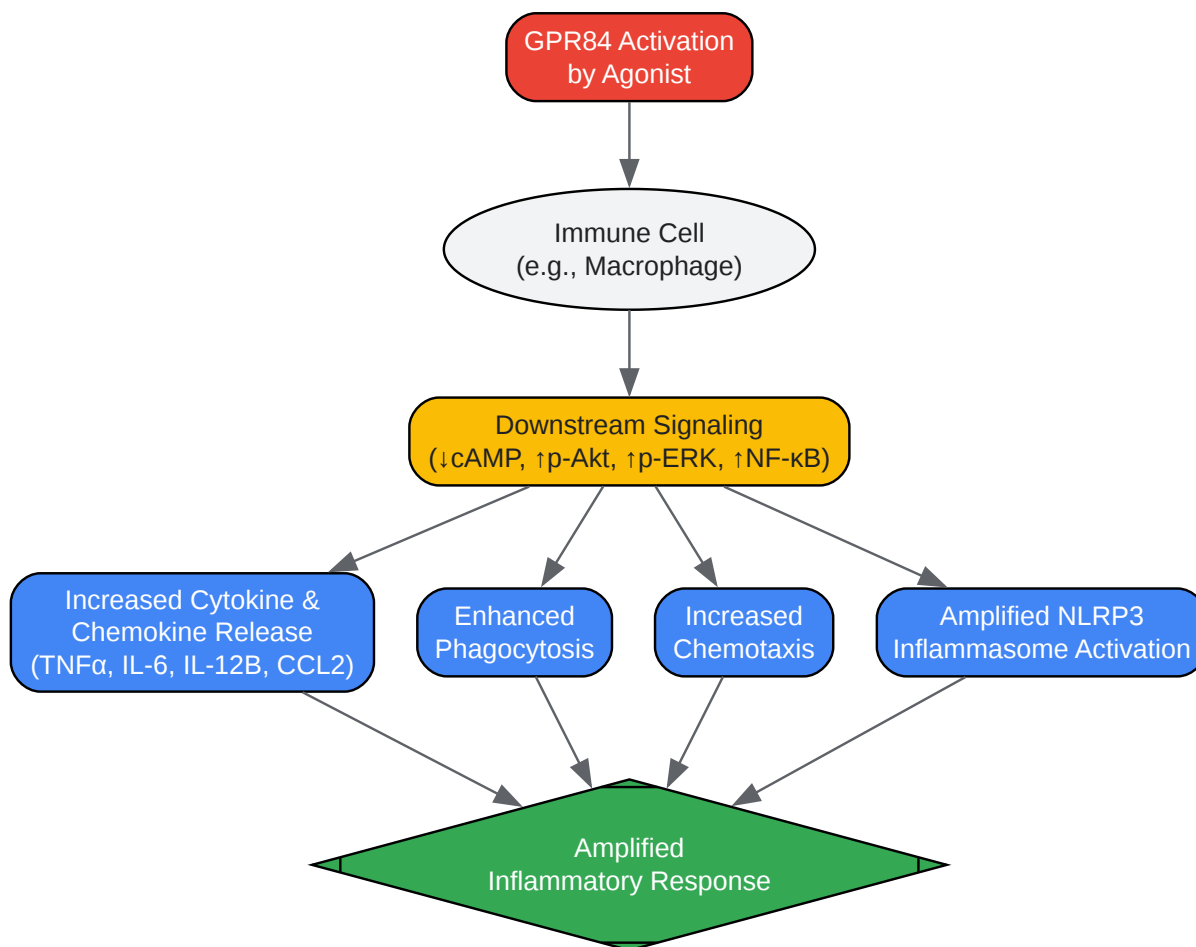 GPR84 Activation
by Agonist
Immune Cell
(e.g., Macrophage)
Downstream Signaling
(↓cAMP, ↑p-Akt, ↑p-ERK, ↑NF-κB)
Increased Cytokine &
Chemokine Release
(TNFα, IL-6, IL-12B, CCL2)
Enhanced
Phagocytosis
Increased
Chemotaxis
Amplified NLRP3
Inflammasome Activation
Amplified
Inflammatory Response